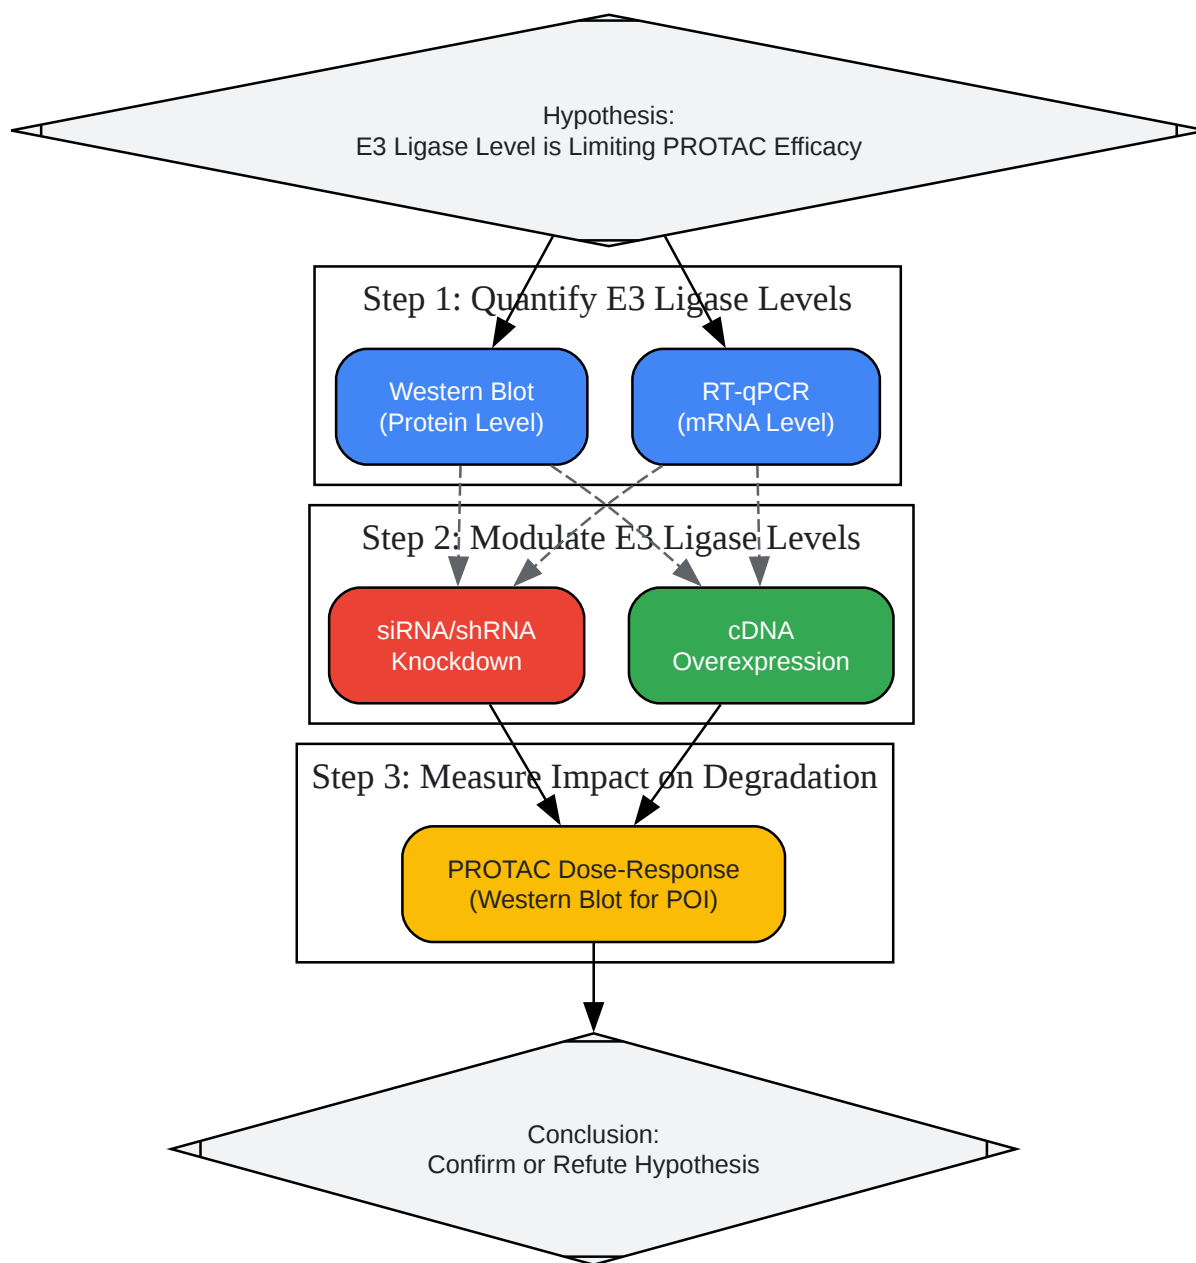 Hypothesis:
E3 Ligase Level is Limiting PROTAC Efficacy
Step 1: Quantify E3 Ligase Levels
Western Blot
(Protein Level)
RT-qPCR
(mRNA Level)
Step 2: Modulate E3 Ligase Levels
siRNA/shRNA
Knockdown
cDNA
Overexpression
Step 3: Measure Impact on Degradation
PROTAC Dose-Response
(Western Blot for POI)
Conclusion:
Confirm or Refute Hypothesis